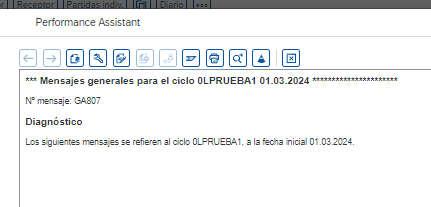 Receptor Partidas indiv. Diario
Performance Assistant
*** Mensajes generales para el ciclo 0LPRUEBA1 01.03.2024 **********************
Nº mensaje: GA807
Diagnóstico
Los siguientes mensajes se refieren al ciclo 0LPRUEBA1, a la fecha inicial 01.03.2024.